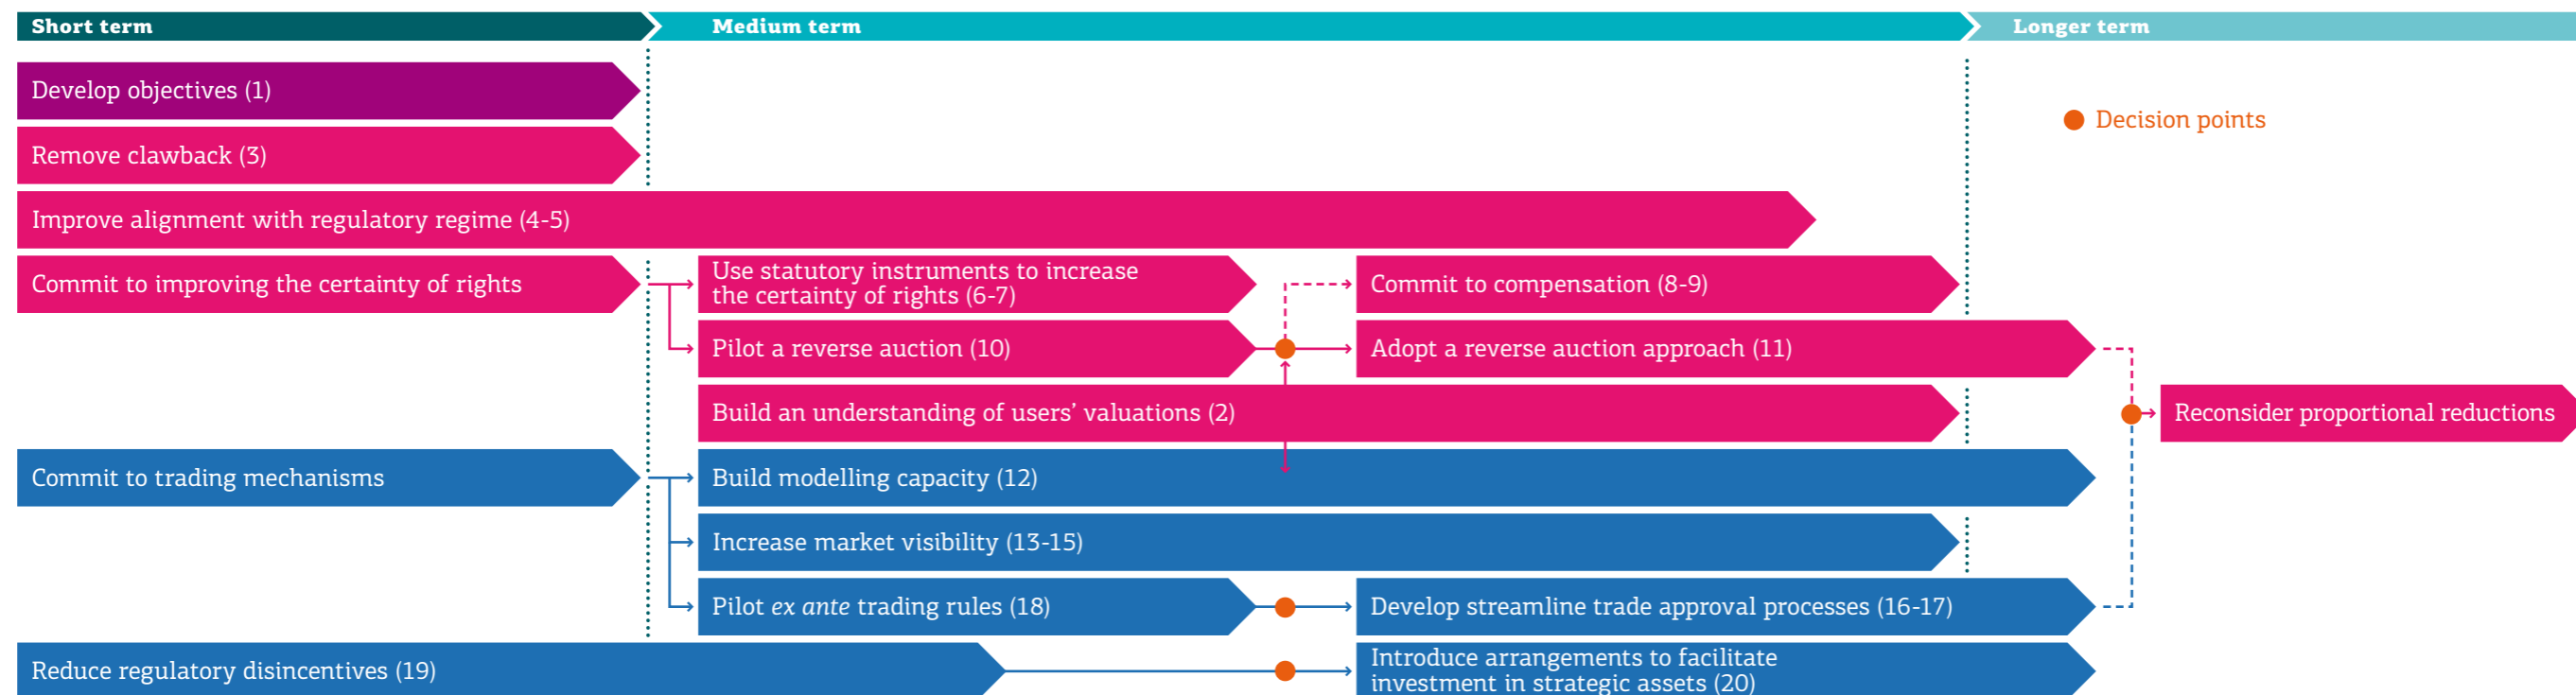 Short term
Medium term
Longer term
Develop objectives (1)
Decision points
Remove clawback (3)
Improve alignment with regulatory regime (4-5)
Commit to improving the certainty of rights
Use statutory instruments to increase
the certainty of rights (6-7)
Commit to compensation (8-9)
Pilot a reverse auction (10)
Adopt a reverse auction approach (11)
Build an understanding of users’ valuations (2)
Reconsider proportional reductions
Commit to trading mechanisms
Build modelling capacity (12)
Increase market visibility (13-15)
Pilot ex ante trading rules (18)
Develop streamline trade approval processes (16-17)
Reduce regulatory disincentives (19)
Introduce arrangements to facilitate
investment in strategic assets (20)